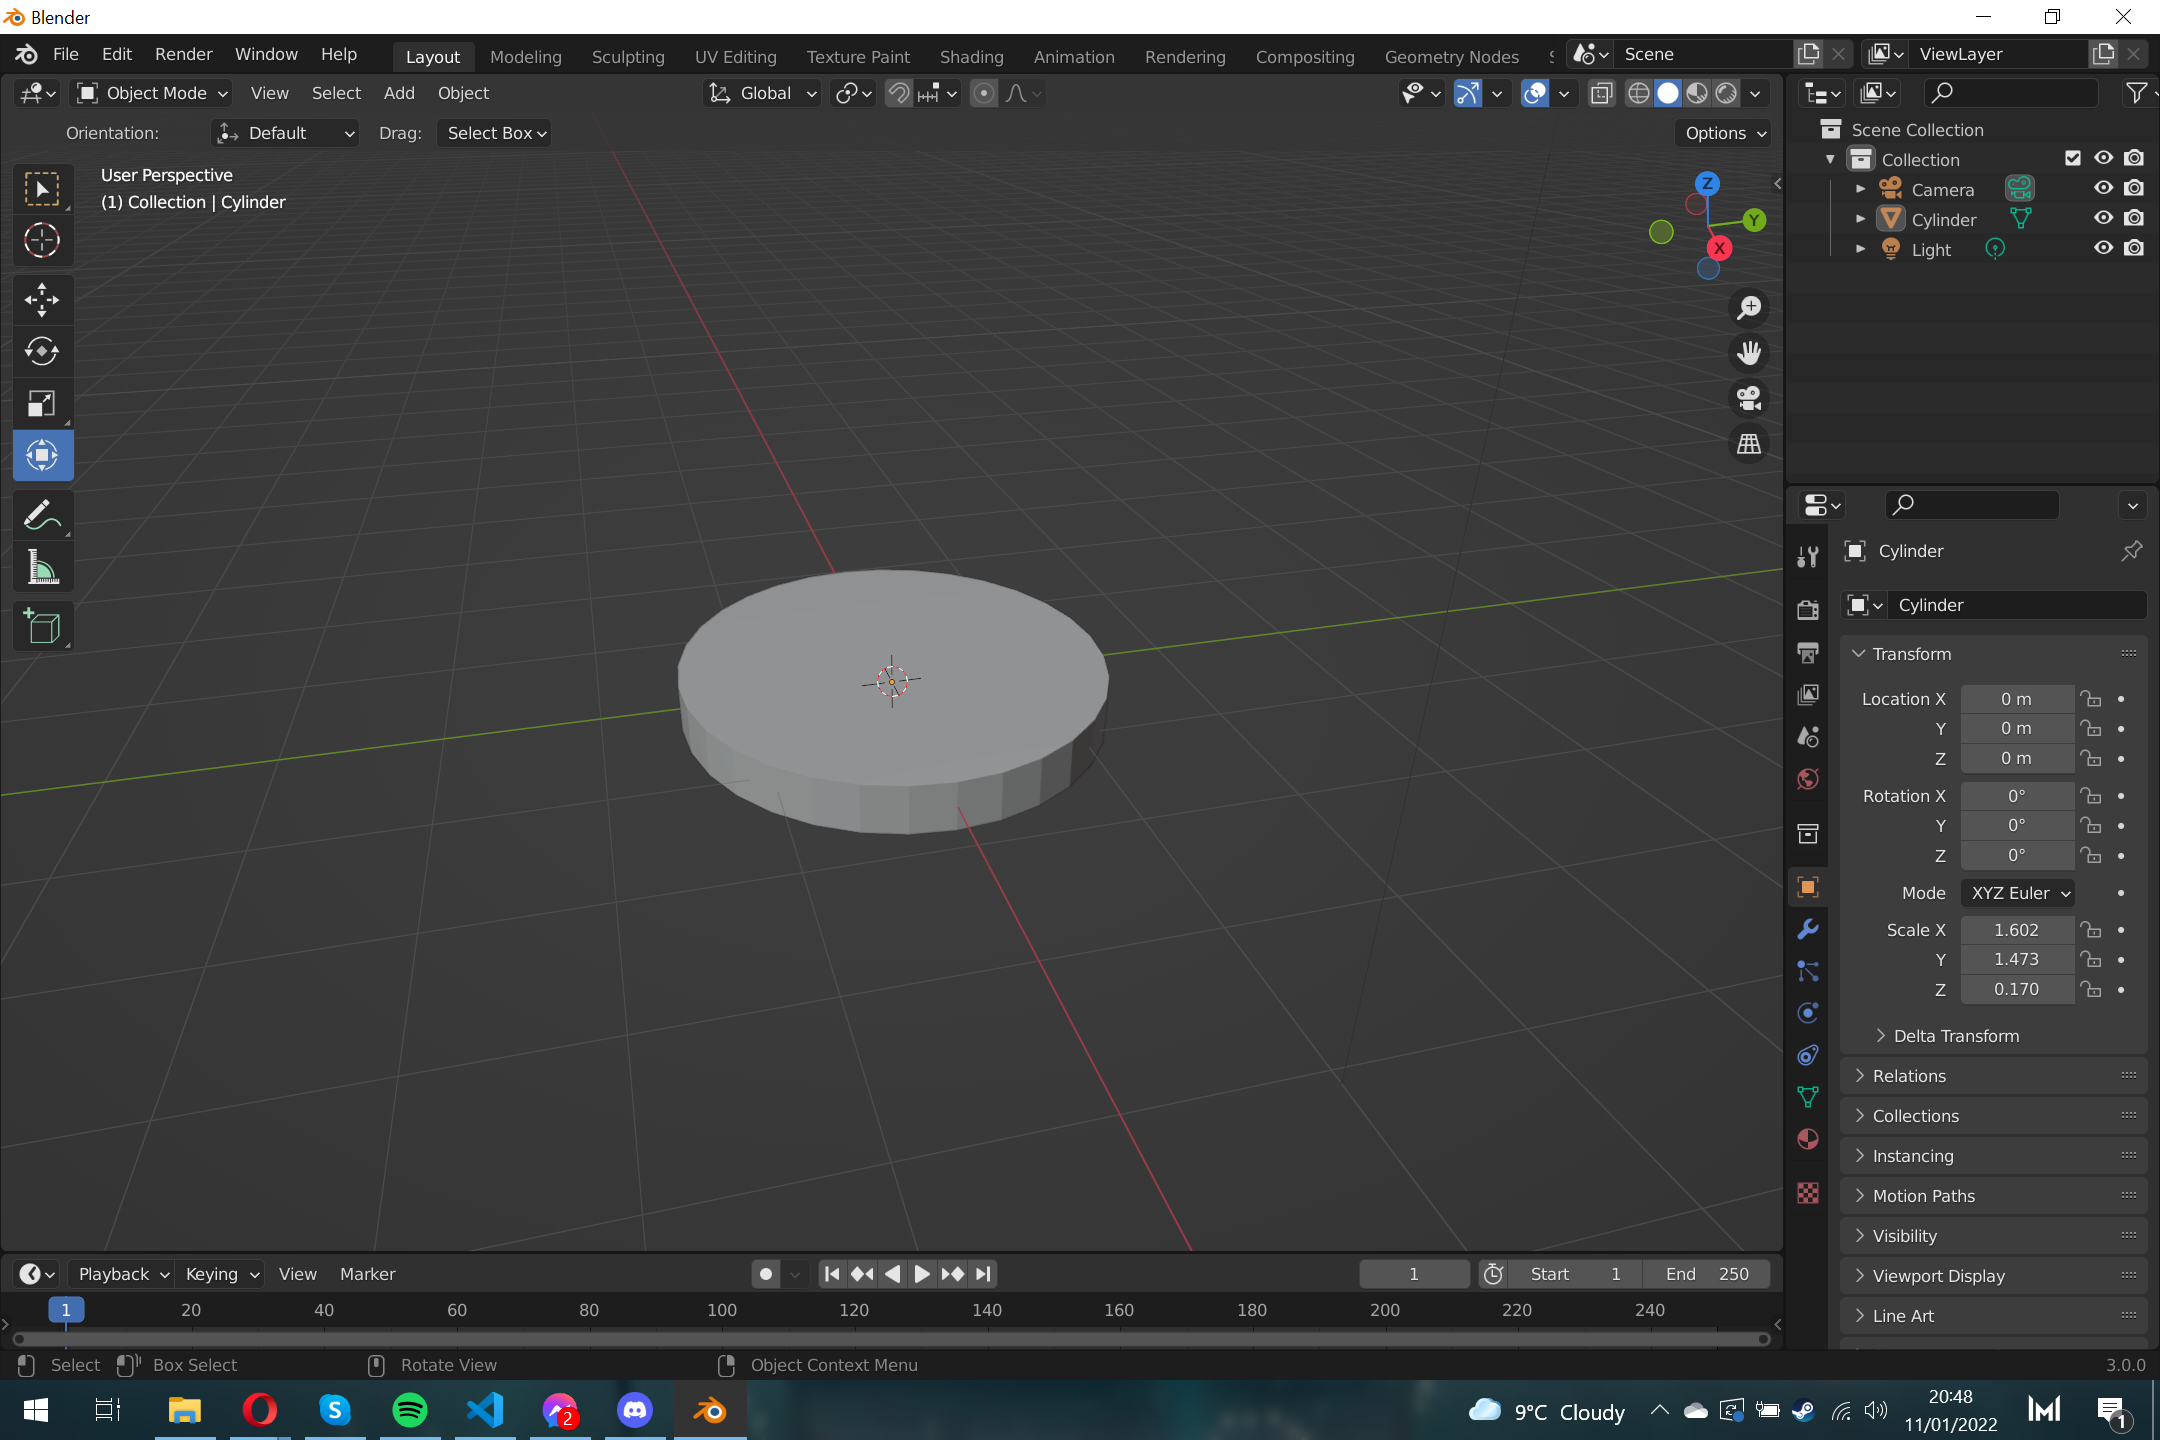 Blender
File Edit Render Window Help Layout Modeling Sculpting UV Editing Texture Paint Shading Animation Rendering Compositing Geometry Nodes Scene ViewLayer
Object Mode View Select Add Object Global
Orientation: Default Drag: Select Box Options
User Perspective
(1) Collection | Cylinder
Z
Y
X
Scene Collection
Collection
Camera
Cylinder
Light
Cylinder
Cylinder
Transform
Location X 0 m
Y 0 m
Z 0 m
Rotation X 0°
Y 0°
Z 0°
Mode XYZ Euler
Scale X 1.602
Y 1.473
Z 0.170
Delta Transform
Relations
Collections
Instancing
Motion Paths
Visibility
Viewport Display
Line Art
Playback Keying View Marker 1 Start 1 End 250
1 20 40 60 80 100 120 140 160 180 200 220 240
Select Box Select Rotate View Object Context Menu 3.0.0
2
9°C Cloudy
20:48
11/01/2022
1